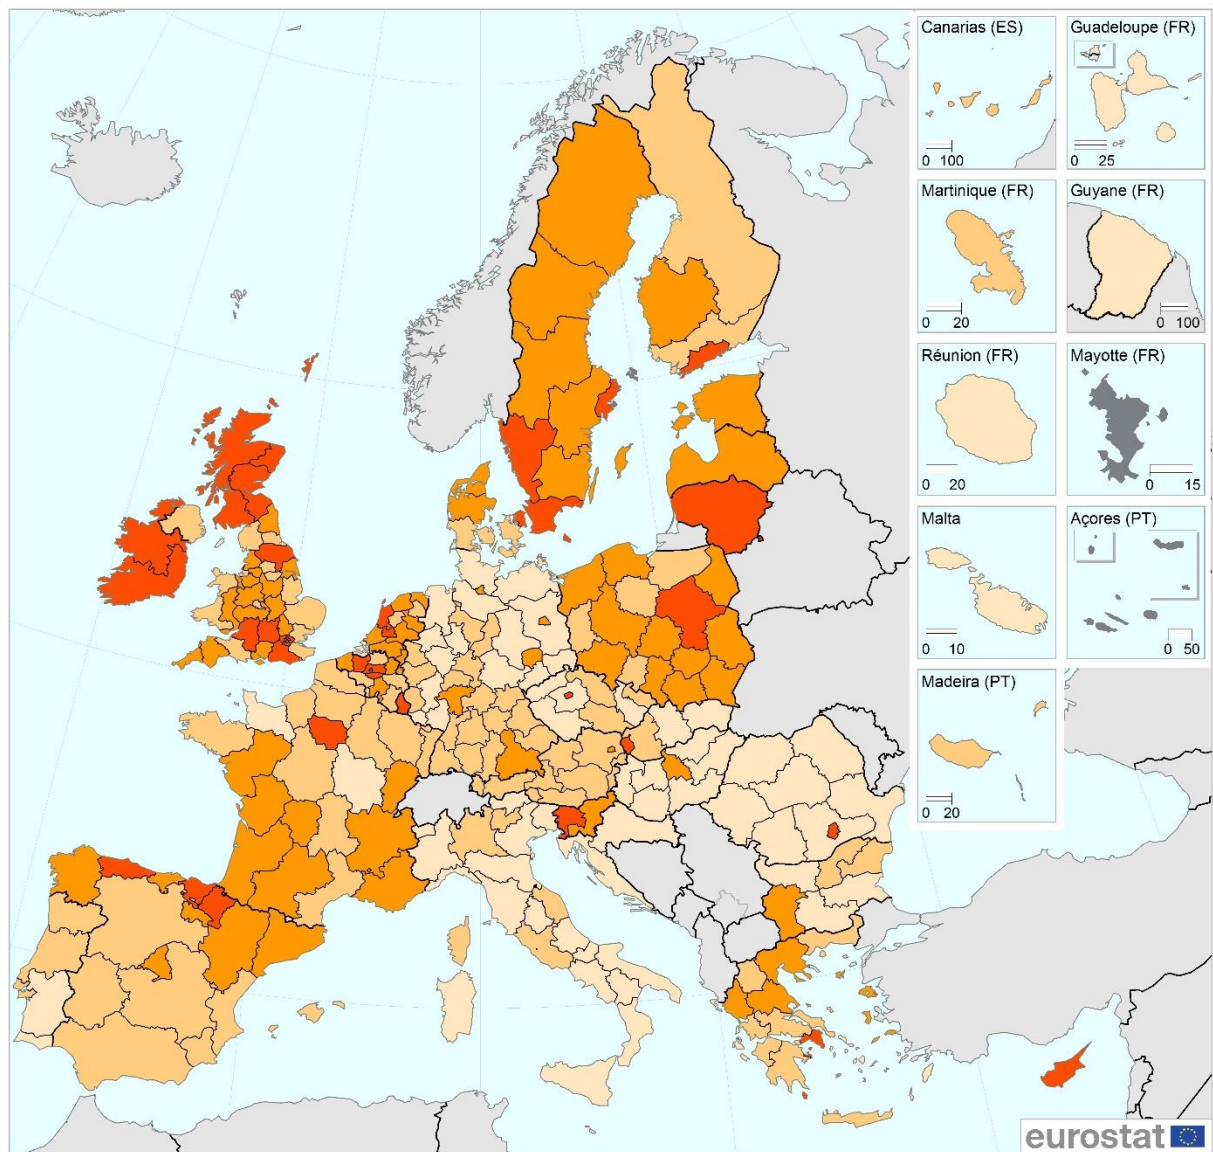 Canarias (ES)
0 100
Guadeloupe (FR)
0 25
Martinique (FR)
0 20
Guyane (FR)
0 100
Réunion (FR)
0 20
Mayotte (FR)
0 15
Malta
0 10
Açores (PT)
0 50
Madeira (PT)
0 20
eurostat